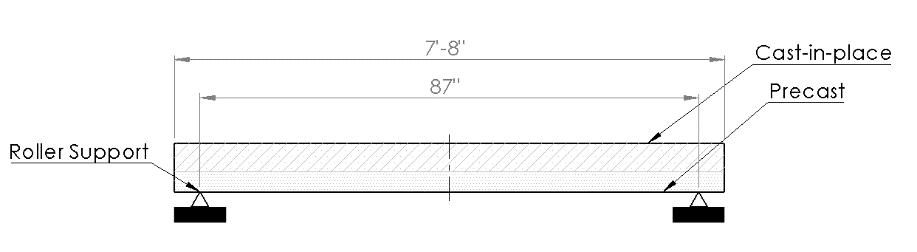 7'-8"
Cast-in-place
87"
Precast
Roller Support